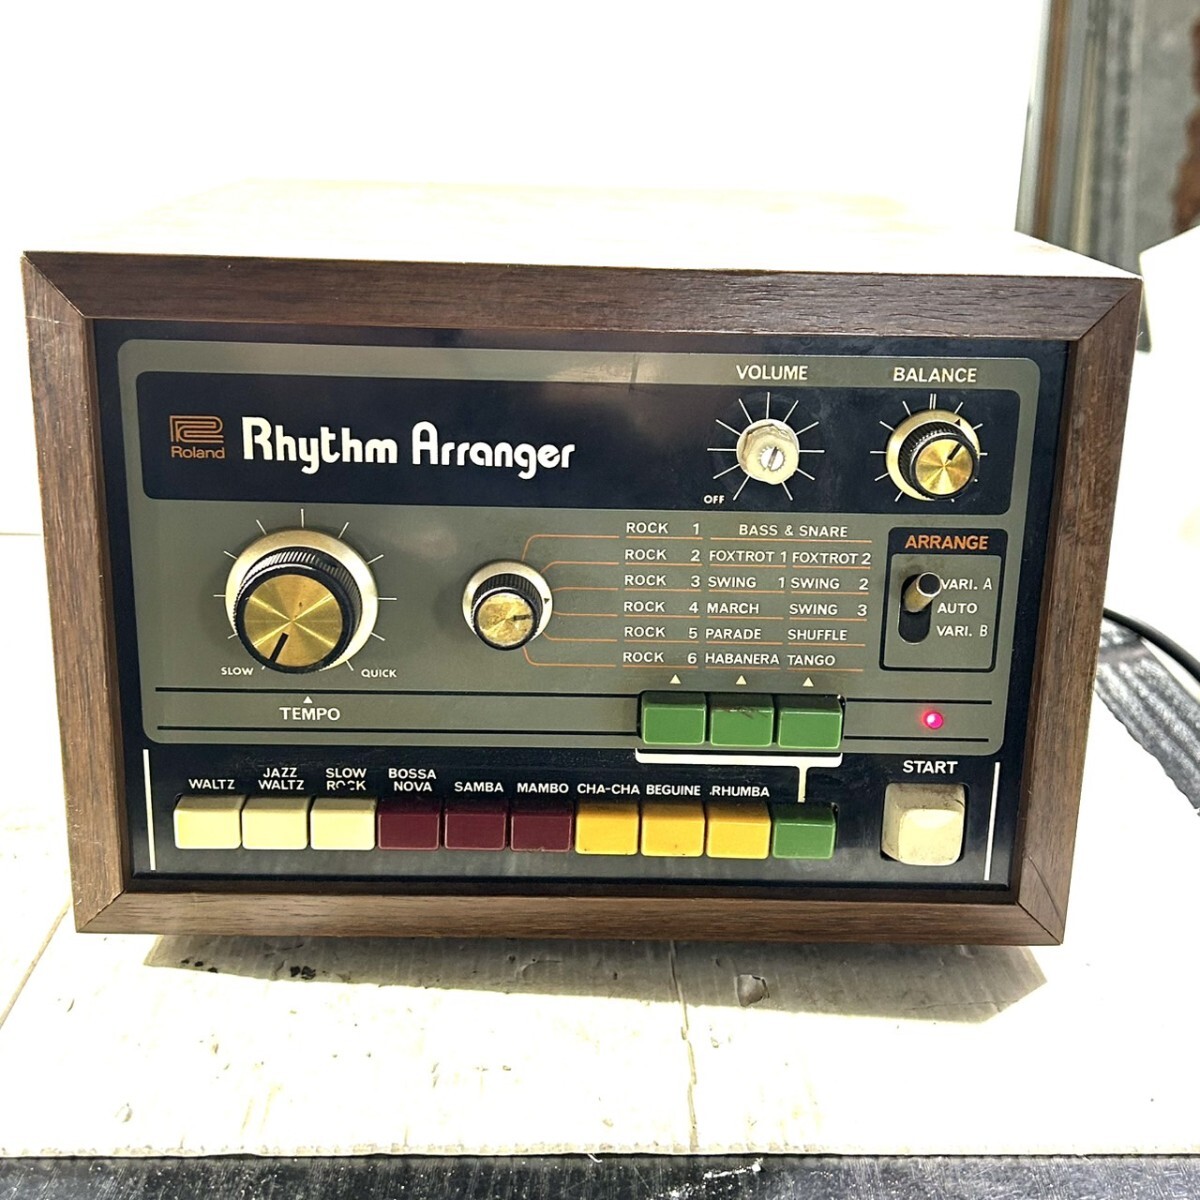 VOLUME
BALANCE
Roland
Rhythm Arranger
OFF
ROCK 1 BASS & SNARE
ROCK 2 FOXTROT 1 FOXTROT 2
ROCK 3 SWING 1 SWING 2
ROCK 4 MARCH SWING 3
ROCK 5 PARADE SHUFFLE
ROCK 6 HABANERA TANGO
ARRANGE
VARI. A
AUTO
VARI. B
SLOW
QUICK
TEMPO
START
WALTZ
JAZZ
WALTZ
SLOW
ROCK
BOSSA
NOVA
SAMBA
MAMBO
CHA-CHA
BEGUINE
RHUMBA